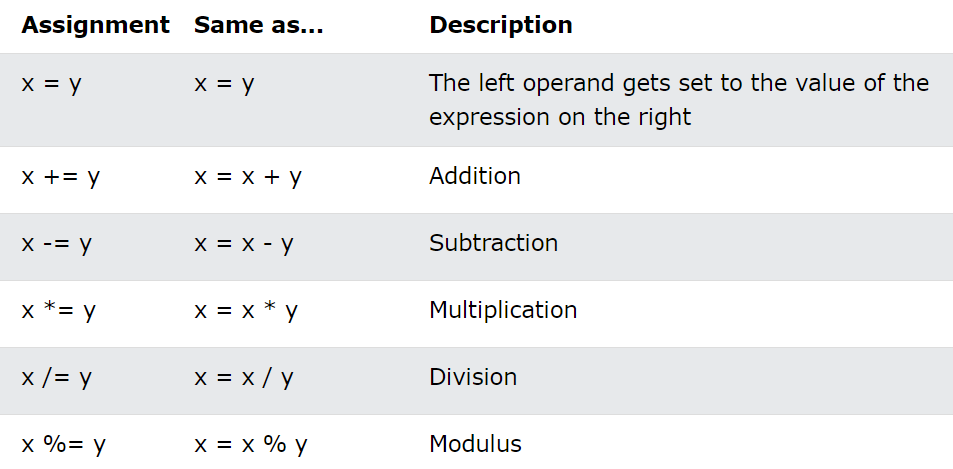 Assignment Same as... Description
x = y x = y The left operand gets set to the value of the
expression on the right
x += y x = x + y Addition
x -= y x = x - y Subtraction
x *= y x = x * y Multiplication
x /= y x = x / y Division
x %= y x = x % y Modulus